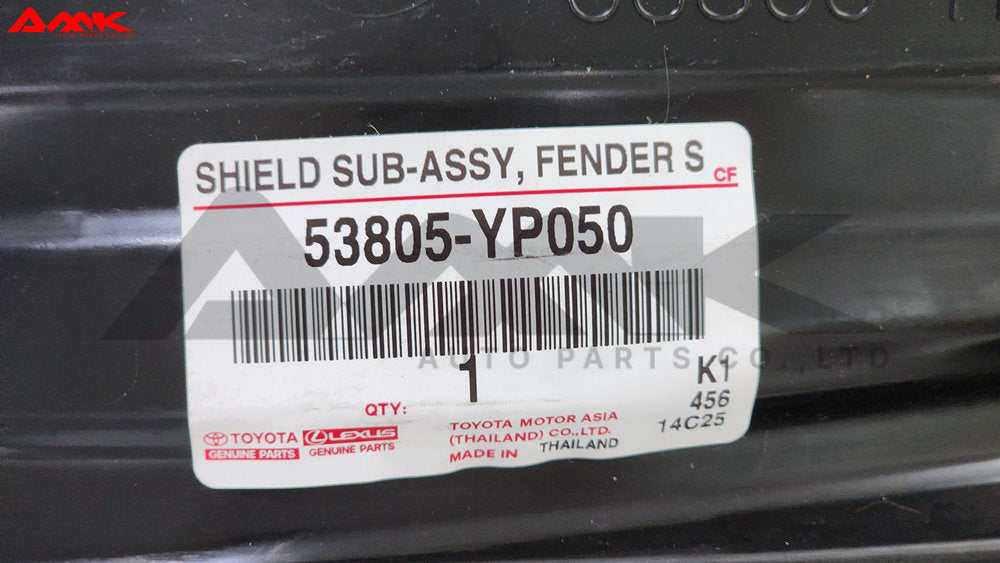 AMK
SHIELD SUB-ASSY, FENDER S
CF
53805-YP050
AMK
AUTO PARTS CO.,LTD
1
QTY:
K1
456
14C25
TOYOTA
GENUINE PARTS
LEXUS
GENUINE PARTS
TOYOTA MOTOR ASIA
(THAILAND) CO.,LTD.
MADE IN THAILAND